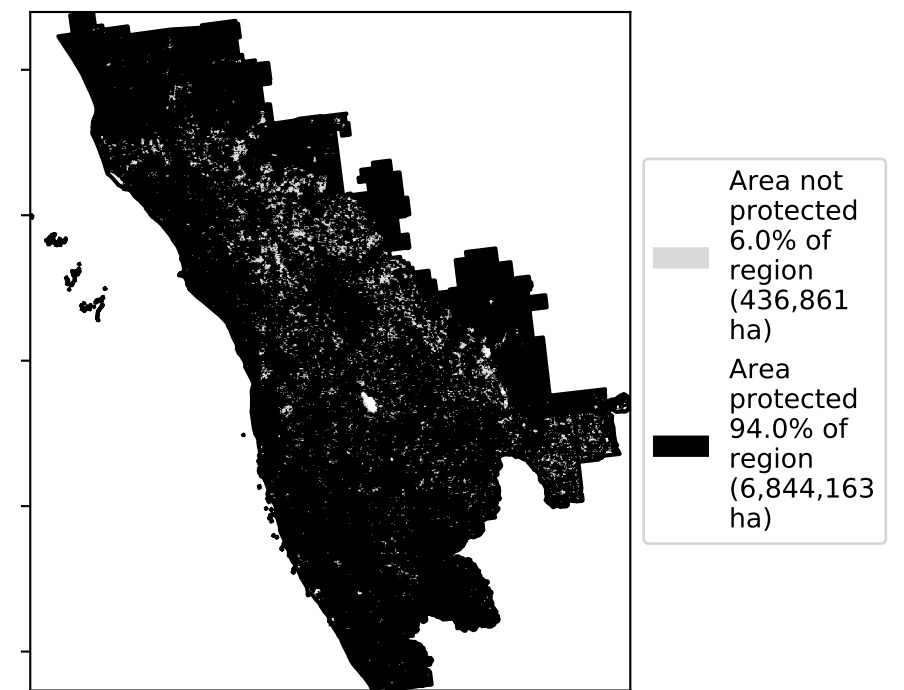 Area not
protected
6.0% of
region
(436,861
ha)
Area
protected
94.0% of
region
(6,844,163
ha)